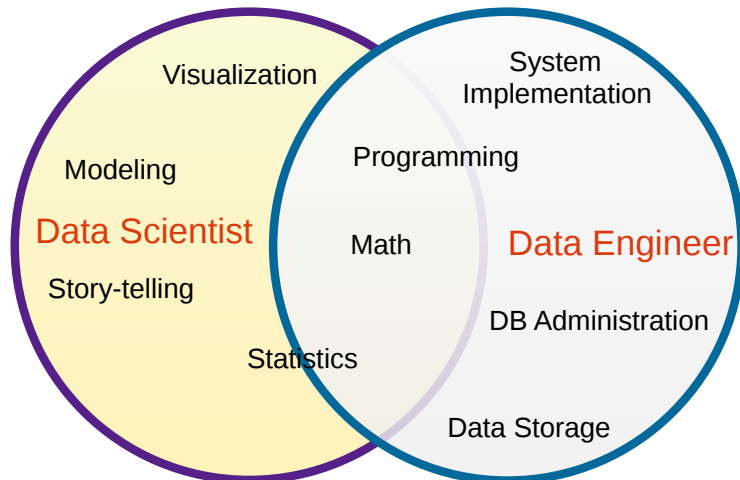 System
Implementation
Visualization
Programming
Modeling
Data Scientist
Math
Data Engineer
Story-telling
DB Administration
Statistics
Data Storage